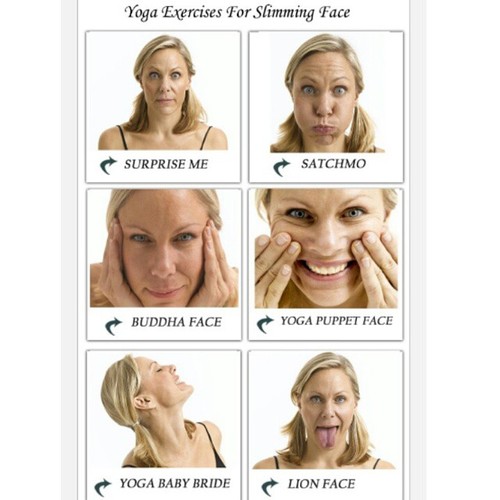 Yoga Exercises For Slimming Face
SURPRISE ME
SATCHMO
BUDDHA FACE
YOGA PUPPET FACE
YOGA BABY BRIDE
LION FACE